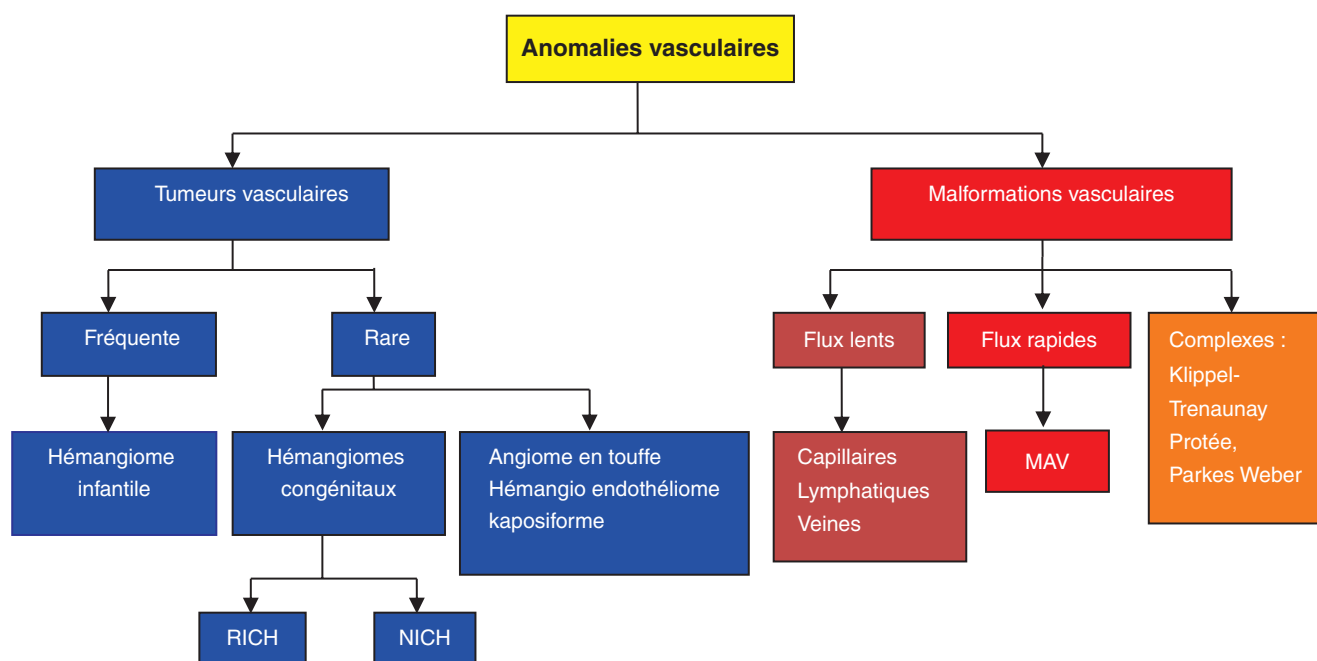 Anomalies vasculaires
Tumeurs vasculaires
Malformations vasculaires
Fréquente
Rare
Flux lents
Flux rapides
Complexes :
Klippel-
Trenaunay
Protée,
Parkes Weber
Hémangiome
infantile
Hémangiomes
congénitaux
Angiome en touffe
Hémangio endothéliome
kaposiforme
Capillaires
Lymphatiques
Veines
MAV
RICH
NICH